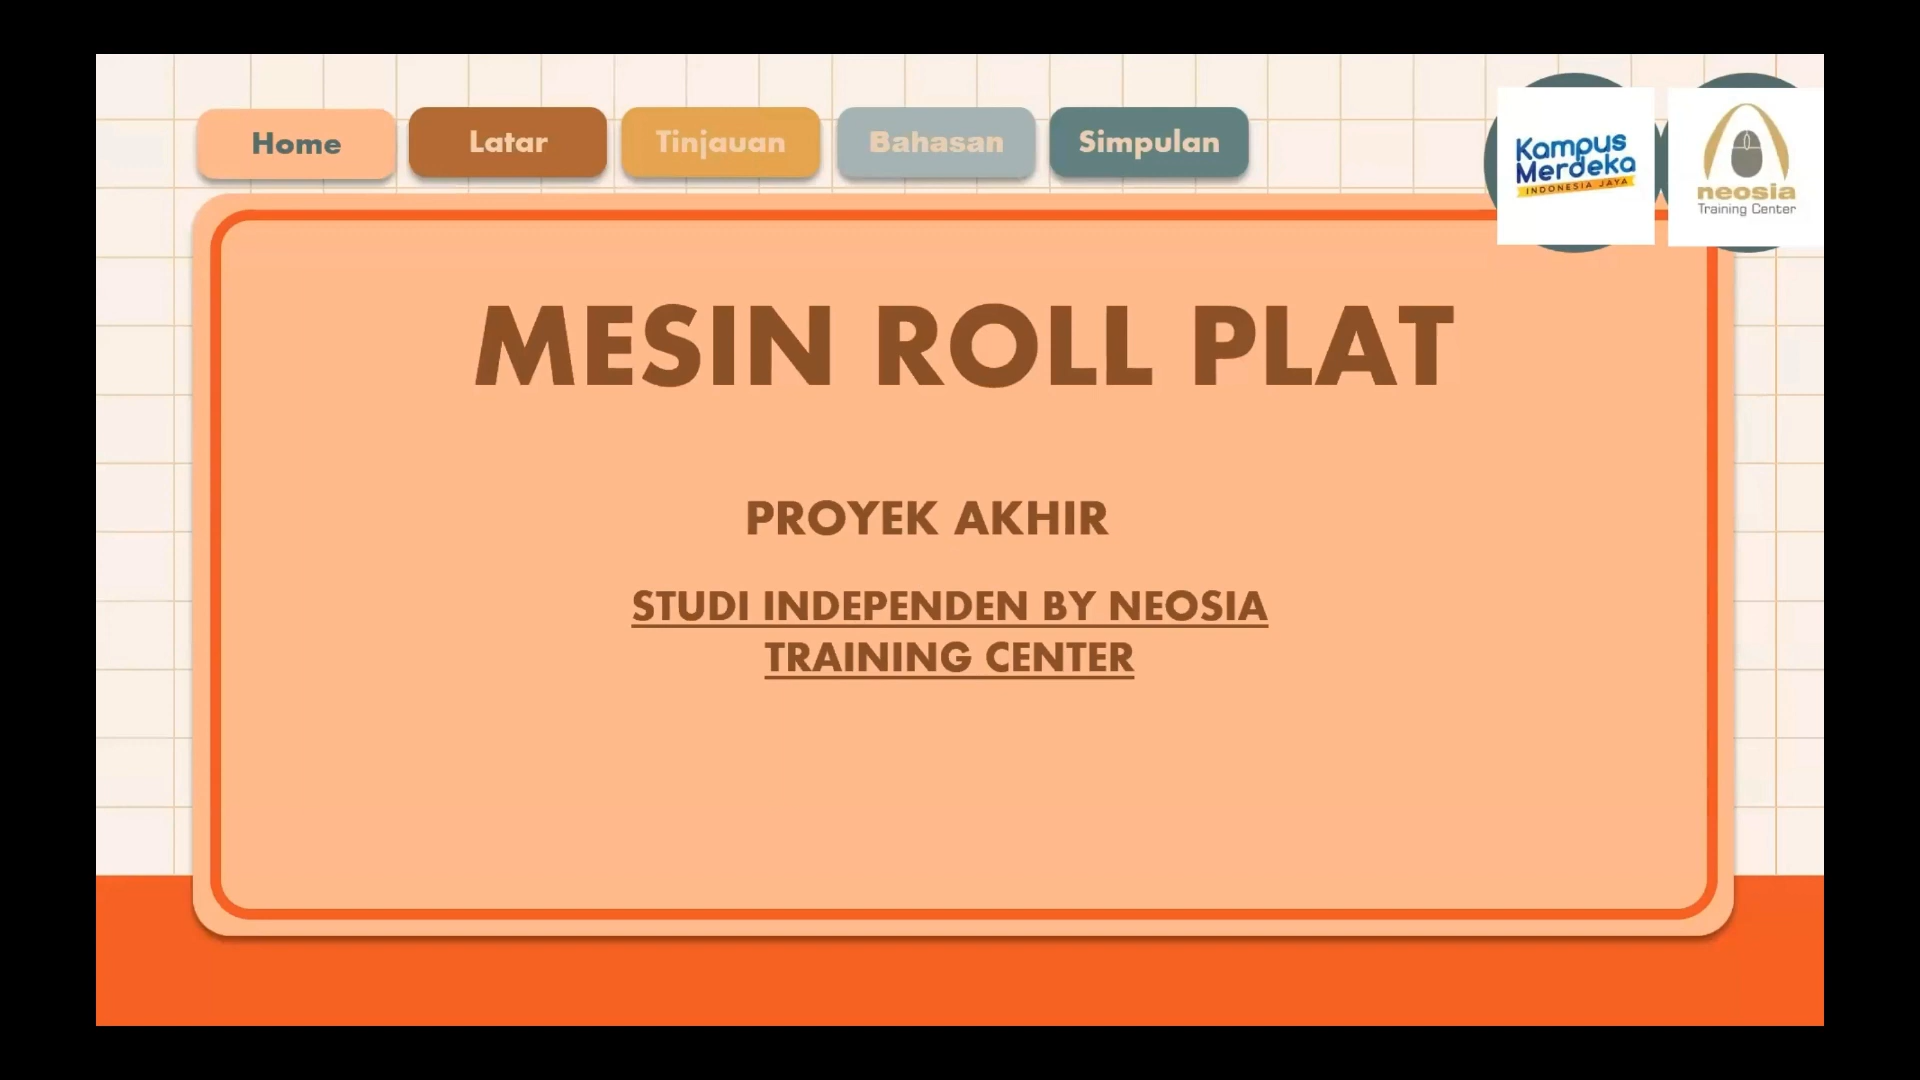 Home
Latar
Tinjauan
Bahasan
Simpulan
Kampus
Merdeka
INDONESIA JAYA
neosia
Training Center
MESIN ROLL PLAT
PROYEK AKHIR
STUDI INDEPENDEN BY NEOSIA
TRAINING CENTER